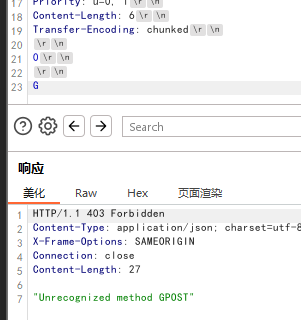 17 Priority: u=0, i \r \n
18 Content-Length: 6 \r \n
19 Transfer-Encoding: chunked \r \n
20 \r \n
21 0 \r \n
22 \r \n
23 G
Search
响应
美化 Raw Hex 页面渲染
1 HTTP/1.1 403 Forbidden
2 Content-Type: application/json; charset=utf-8
3 X-Frame-Options: SAMEORIGIN
4 Connection: close
5 Content-Length: 27
6
7 "Unrecognized method GPOST"